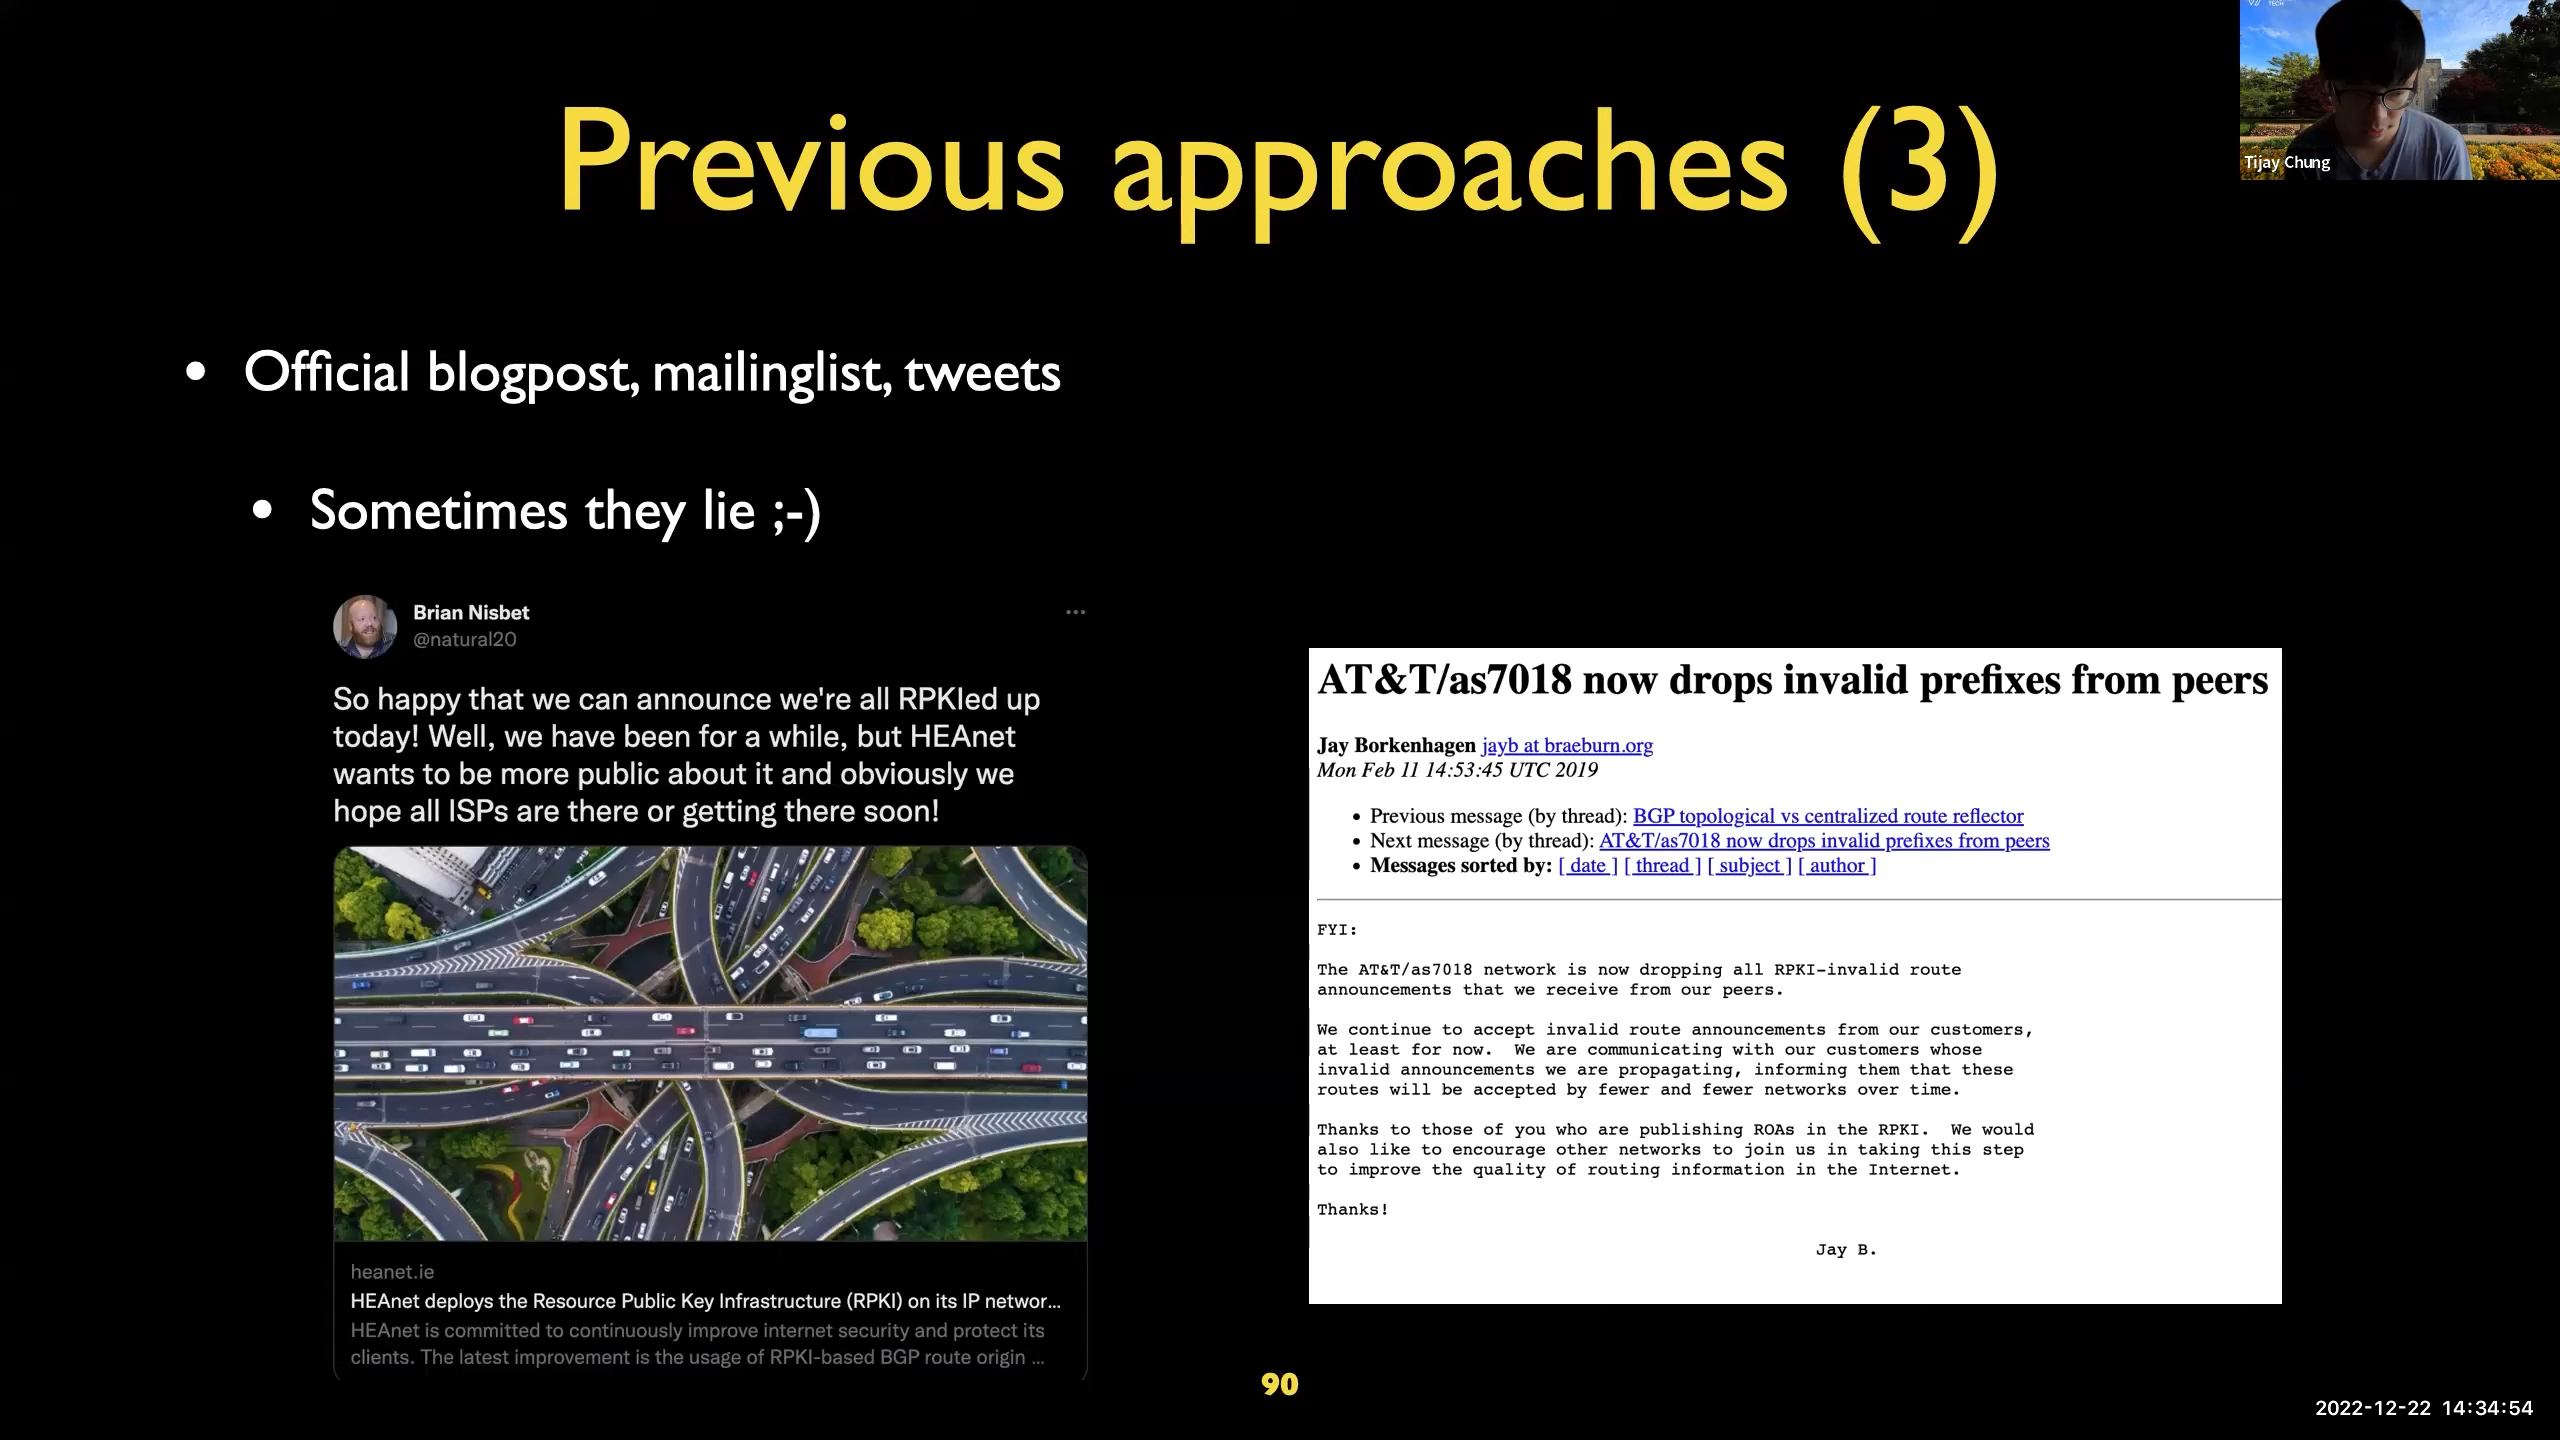 Previous approaches (3)
TECH
Tijay Chung
• Official blogpost, mailinglist, tweets
• Sometimes they lie ;-)
Brian Nisbet
@natural20
So happy that we can announce we're all RPKIed up
today! Well, we have been for a while, but HEAnet
wants to be more public about it and obviously we
hope all ISPs are there or getting there soon!
heanet.ie
HEAnet deploys the Resource Public Key Infrastructure (RPKI) on its IP networ...
HEAnet is committed to continuously improve internet security and protect its
clients. The latest improvement is the usage of RPKI-based BGP route origin ...
AT&T/as7018 now drops invalid prefixes from peers
Jay Borkenhagen jayb at braeburn.org
Mon Feb 11 14:53:45 UTC 2019
• Previous message (by thread): BGP topological vs centralized route reflector
• Next message (by thread): AT&T/as7018 now drops invalid prefixes from peers
• Messages sorted by: [ date ] [ thread ] [ subject ] [ author ]
FYI:
The AT&T/as7018 network is now dropping all RPKI-invalid route
announcements that we receive from our peers.
We continue to accept invalid route announcements from our customers,
at least for now.  We are communicating with our customers whose
invalid announcements we are propagating, informing them that these
routes will be accepted by fewer and fewer networks over time.
Thanks to those of you who are publishing ROAs in the RPKI.  We would
also like to encourage other networks to join us in taking this step
to improve the quality of routing information in the Internet.
Thanks!
Jay B.
90
2022-12-22 14:34:54